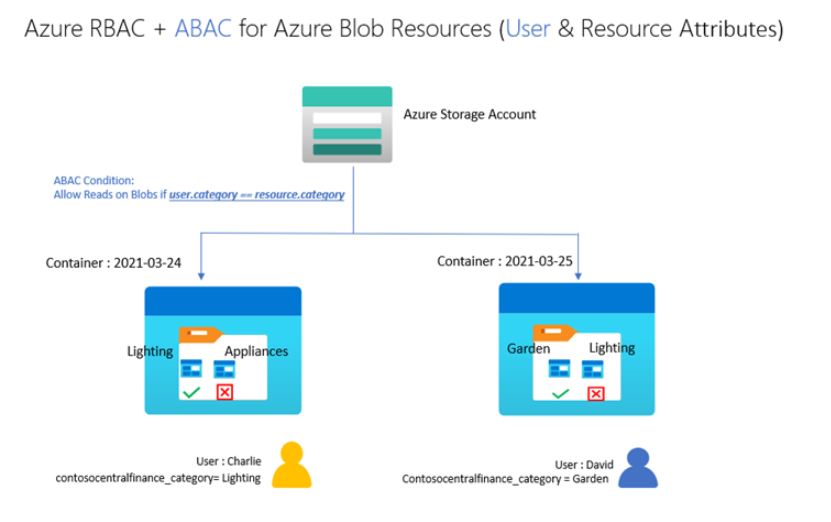 Azure RBAC + ABAC for Azure Blob Resources (User & Resource Attributes)
Azure Storage Account
ABAC Condition:
Allow Reads on Blobs if user.category == resource.category
Container : 2021-03-24
Container : 2021-03-25
Lighting
Appliances
Garden
Lighting
User : Charlie
contosocentralfinance_category= Lighting
User : David
Contosocentralfinance_category = Garden